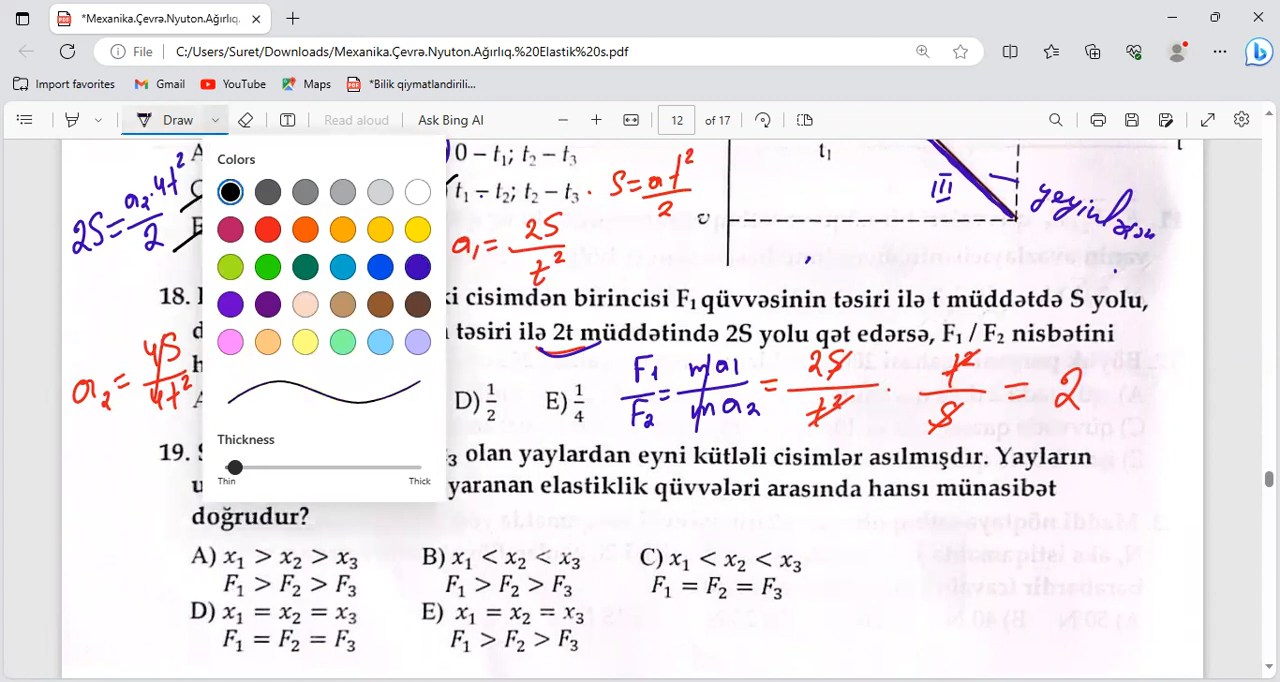 *Mexanika.Çevrə.Nyuton.Ağırlıq.
File C:/Users/Suret/Downloads/Mexanika.Çevrə.Nyuton.Ağırlıq.%20Elastik%20s.pdf
Import favorites Gmail YouTube Maps *Bilik qiymətləndirili...
Draw Read aloud Ask Bing AI 12 of 17
Colors
0 – t₁; t₂ – t₃ t₁ t
t₁ – t₂; t₂ – t₃ S = at²/2 III
2S = a₂·4t²/2 a₁ = 2S/t²
18. cisimdən birincisi F₁ qüvvəsinin təsiri ilə t müddətdə S yolu,
təsiri ilə 2t müddətində 2S yolu qət edərsə, F₁ / F₂ nisbətini
a₂ = 4S/4t² D) 1/2 E) 1/4 F₁/F₂ = ma₁/ma₂ = 2S/t² · t²/S = 2
Thickness
Thin Thick
19. ₃ olan yaylardan eyni kütləli cisimlər asılmışdır. Yayların
yaranan elastiklik qüvvələri arasında hansı münasibət
doğrudur?
A) x₁ > x₂ > x₃ B) x₁ < x₂ < x₃ C) x₁ < x₂ < x₃
F₁ > F₂ > F₃ F₁ > F₂ > F₃ F₁ = F₂ = F₃
D) x₁ = x₂ = x₃ E) x₁ = x₂ = x₃
F₁ = F₂ = F₃ F₁ > F₂ > F₃